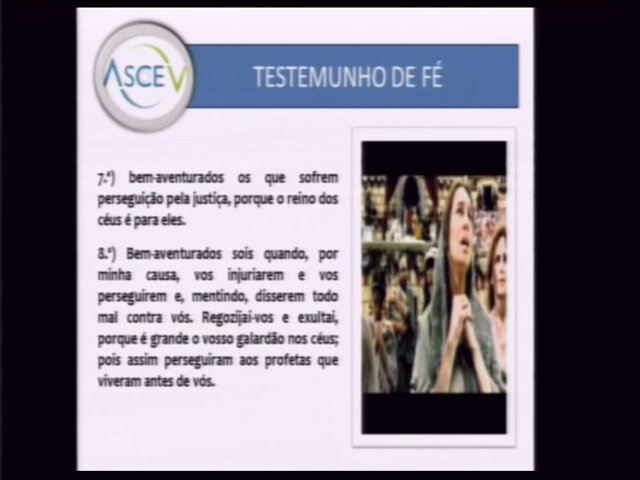 ASCEV
TESTEMUNHO DE FÉ
7.ª) bem-aventurados os que sofrem
perseguição pela justiça, porque o reino dos
céus é para eles.
8.ª) Bem-aventurados sois quando, por
minha causa, vos injuriarem e vos
perseguirem e, mentindo, disserem todo
mal contra vós. Regozijai-vos e exultai,
porque é grande o vosso galardão nos céus;
pois assim perseguiram aos profetas que
viveram antes de vós.